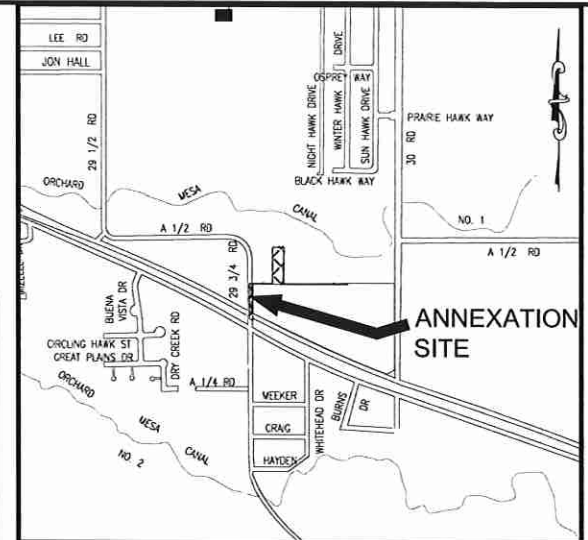 LEE RD
JON HALL
29 1/2 RD
NIGHT HAWK DRIVE
WINTER HAWK DRIVE
OSPREY WAY
SUN HAWK DRIVE
PRAIRIE HAWK WAY
30 RD
BLACK HAWK WAY
ORCHARD MESA CANAL NO. 1
A 1/2 RD
A 1/2 RD
29 3/4 RD
ANNEXATION
SITE
BUENA
VISTA DR
CIRCLING HAWK ST
GREAT PLAINS DR
DRY CREEK RD
A 1/4 RD
MEEKER
CRAIG
HAYDEN
WHITEHEAD DR
BURNS
DR
ORCHARD MESA CANAL
NO. 2